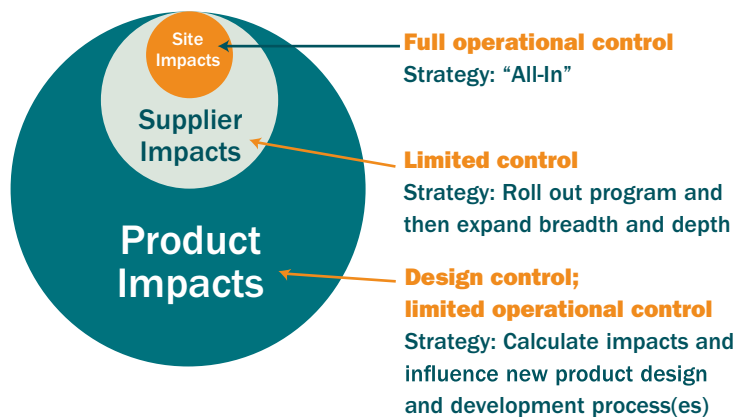 Site
Impacts
Supplier
Impacts
Product
Impacts
Full operational control
Strategy: “All-In”
Limited control
Strategy: Roll out program and
then expand breadth and depth
Design control;
limited operational control
Strategy: Calculate impacts and
influence new product design
and development process(es)